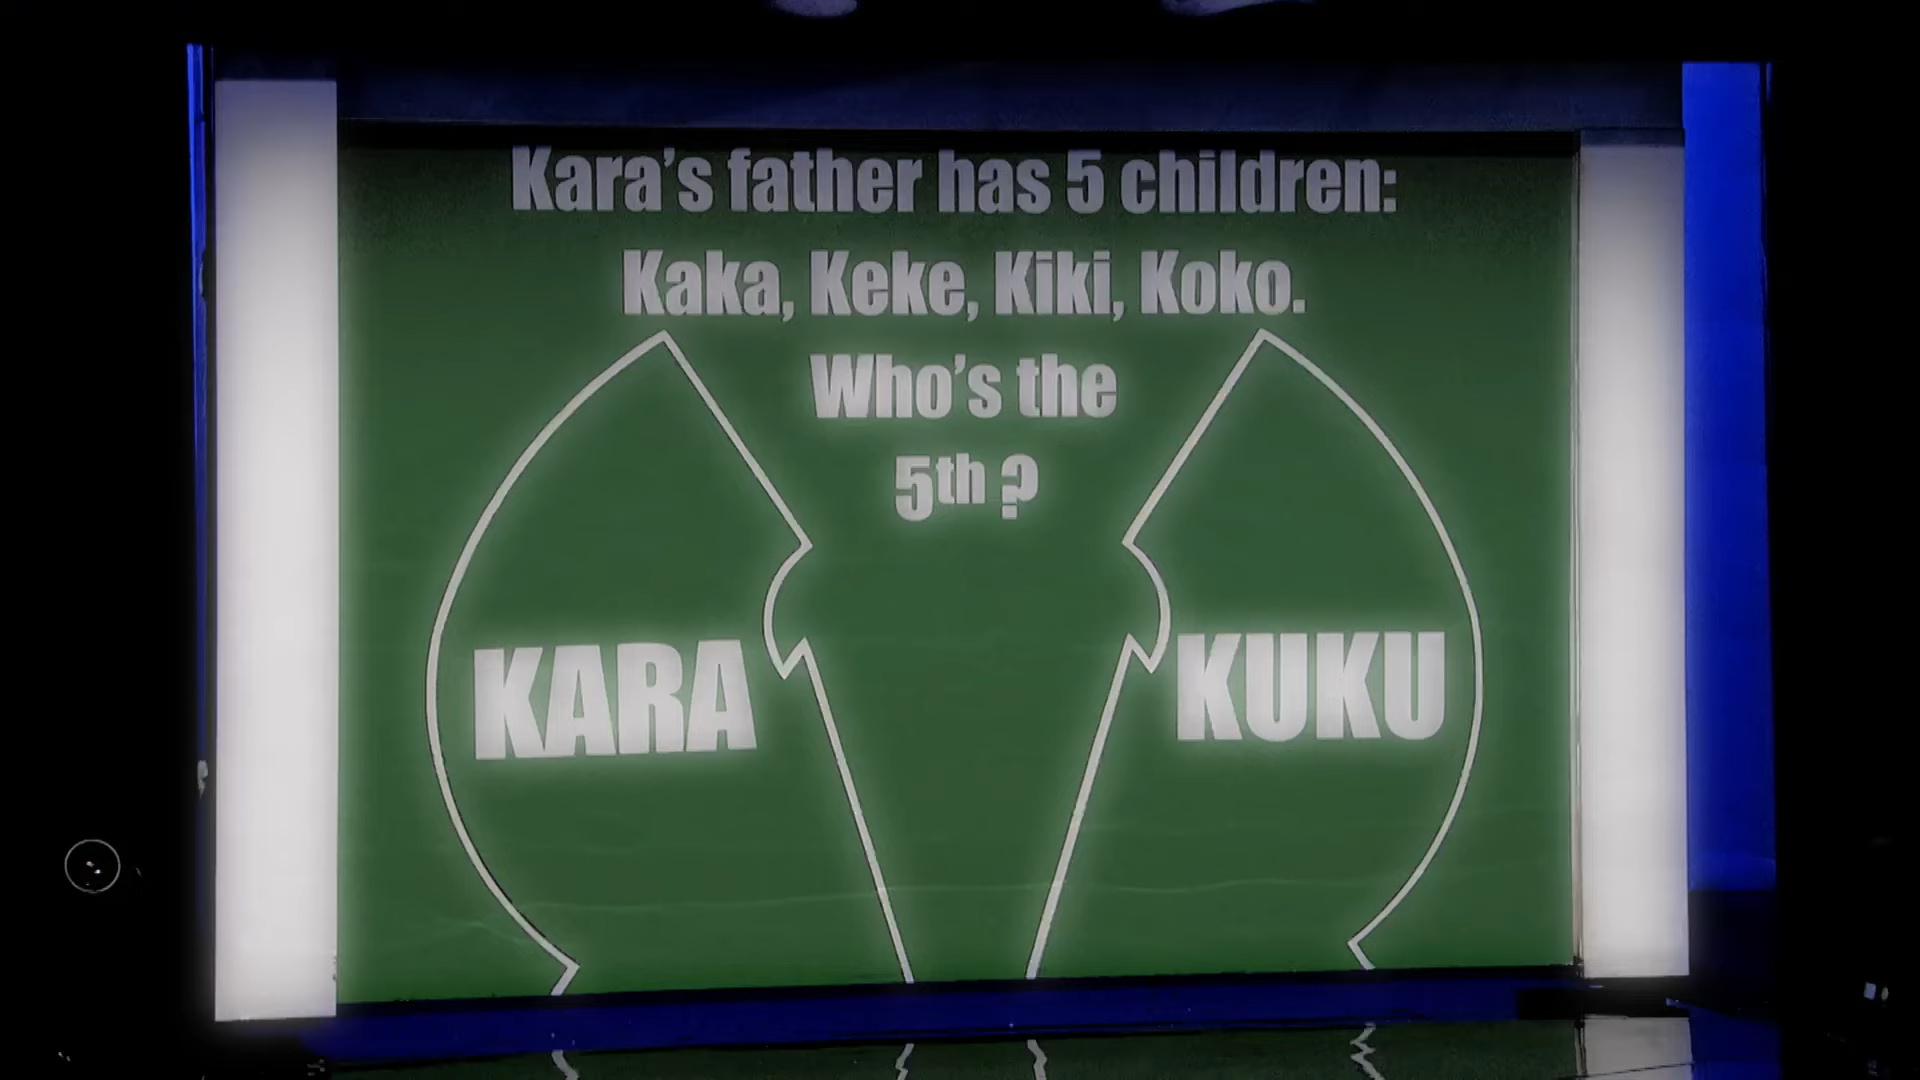 Kara's father has 5 children:
Kaka, Keke, Kiki, Koko.
Who's the
5th ?
KARA
KUKU